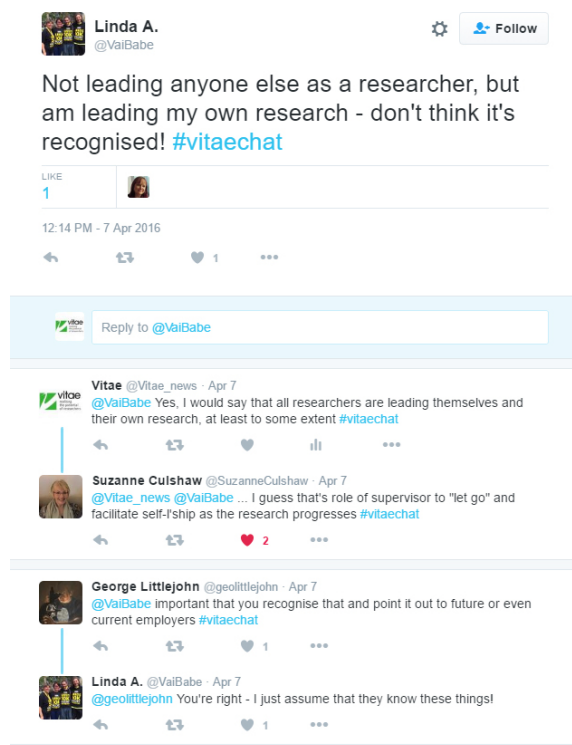 Linda A.
@VaiBabe
Follow
Not leading anyone else as a researcher, but
am leading my own research - don't think it's
recognised! #vitaechat
LIKE
1
12:14 PM - 7 Apr 2016
1
vitae
Reply to @VaiBabe
Vitae @Vitae_news · Apr 7
vitae
@VaiBabe Yes, I would say that all researchers are leading themselves and
their own research, at least to some extent #vitaechat
Suzanne Culshaw @SuzanneCulshaw · Apr 7
@Vitae_news @VaiBabe ... I guess that's role of supervisor to "let go" and
facilitate self-l'ship as the research progresses #vitaechat
2
George Littlejohn @geolittlejohn · Apr 7
@VaiBabe important that you recognise that and point it out to future or even
current employers #vitaechat
1
Linda A. @VaiBabe · Apr 7
@geolittlejohn You're right - I just assume that they know these things!
1